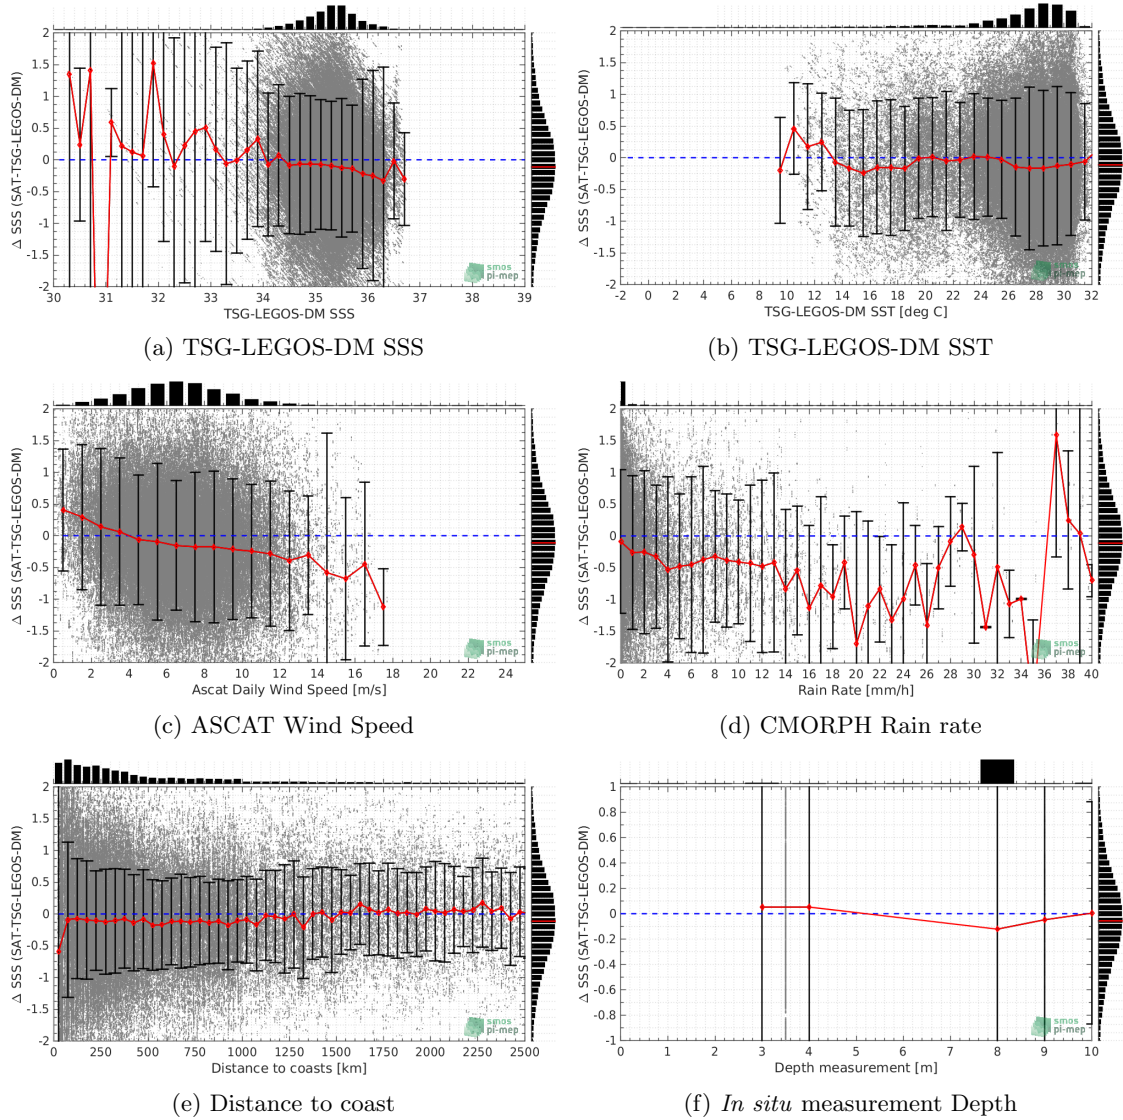 2
1.5
1
0.5
0
-0.5
-1
-1.5
-2
Δ SSS (SAT-TSG-LEGOS-DM)
30 31 32 33 34 35 36 37 38 39
TSG-LEGOS-DM SSS
smos
pi-mep
(a) TSG-LEGOS-DM SSS
2
1.5
1
0.5
0
-0.5
-1
-1.5
-2
Δ SSS (SAT-TSG-LEGOS-DM)
-2 0 2 4 6 8 10 12 14 16 18 20 22 24 26 28 30 32
TSG-LEGOS-DM SST [deg C]
smos
pi-mep
(b) TSG-LEGOS-DM SST
2
1.5
1
0.5
0
-0.5
-1
-1.5
-2
Δ SSS (SAT-TSG-LEGOS-DM)
0 2 4 6 8 10 12 14 16 18 20 22 24
Ascat Daily Wind Speed [m/s]
smos
pi-mep
(c) ASCAT Wind Speed
2
1.5
1
0.5
0
-0.5
-1
-1.5
-2
Δ SSS (SAT-TSG-LEGOS-DM)
0 2 4 6 8 10 12 14 16 18 20 22 24 26 28 30 32 34 36 38 40
Rain Rate [mm/h]
smos
pi-mep
(d) CMORPH Rain rate
2
1.5
1
0.5
0
-0.5
-1
-1.5
-2
Δ SSS (SAT-TSG-LEGOS-DM)
0 250 500 750 1000 1250 1500 1750 2000 2250 2500
Distance to coasts [km]
smos
pi-mep
(e) Distance to coast
1
0.8
0.6
0.4
0.2
0
-0.2
-0.4
-0.6
-0.8
-1
Δ SSS (SAT-TSG-LEGOS-DM)
0 1 2 3 4 5 6 7 8 9 10
Depth measurement [m]
smos
pi-mep
(f) In situ measurement Depth